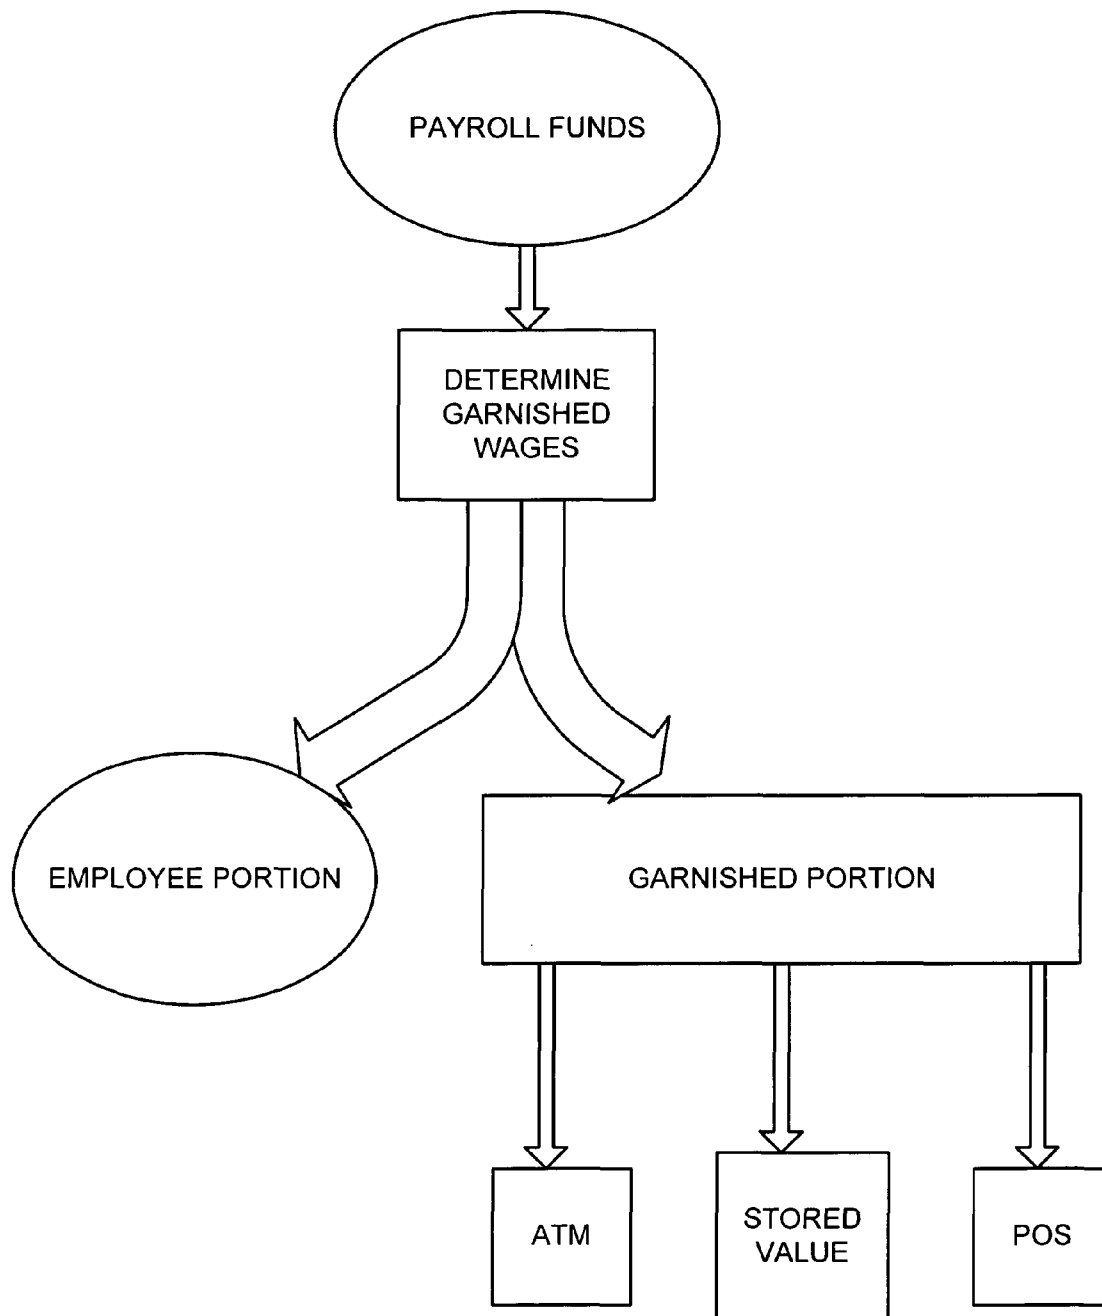 PAYROLL FUNDS
DETERMINE
GARNISHED
WAGES
EMPLOYEE PORTION
GARNISHED PORTION
ATM
STORED
VALUE
POS